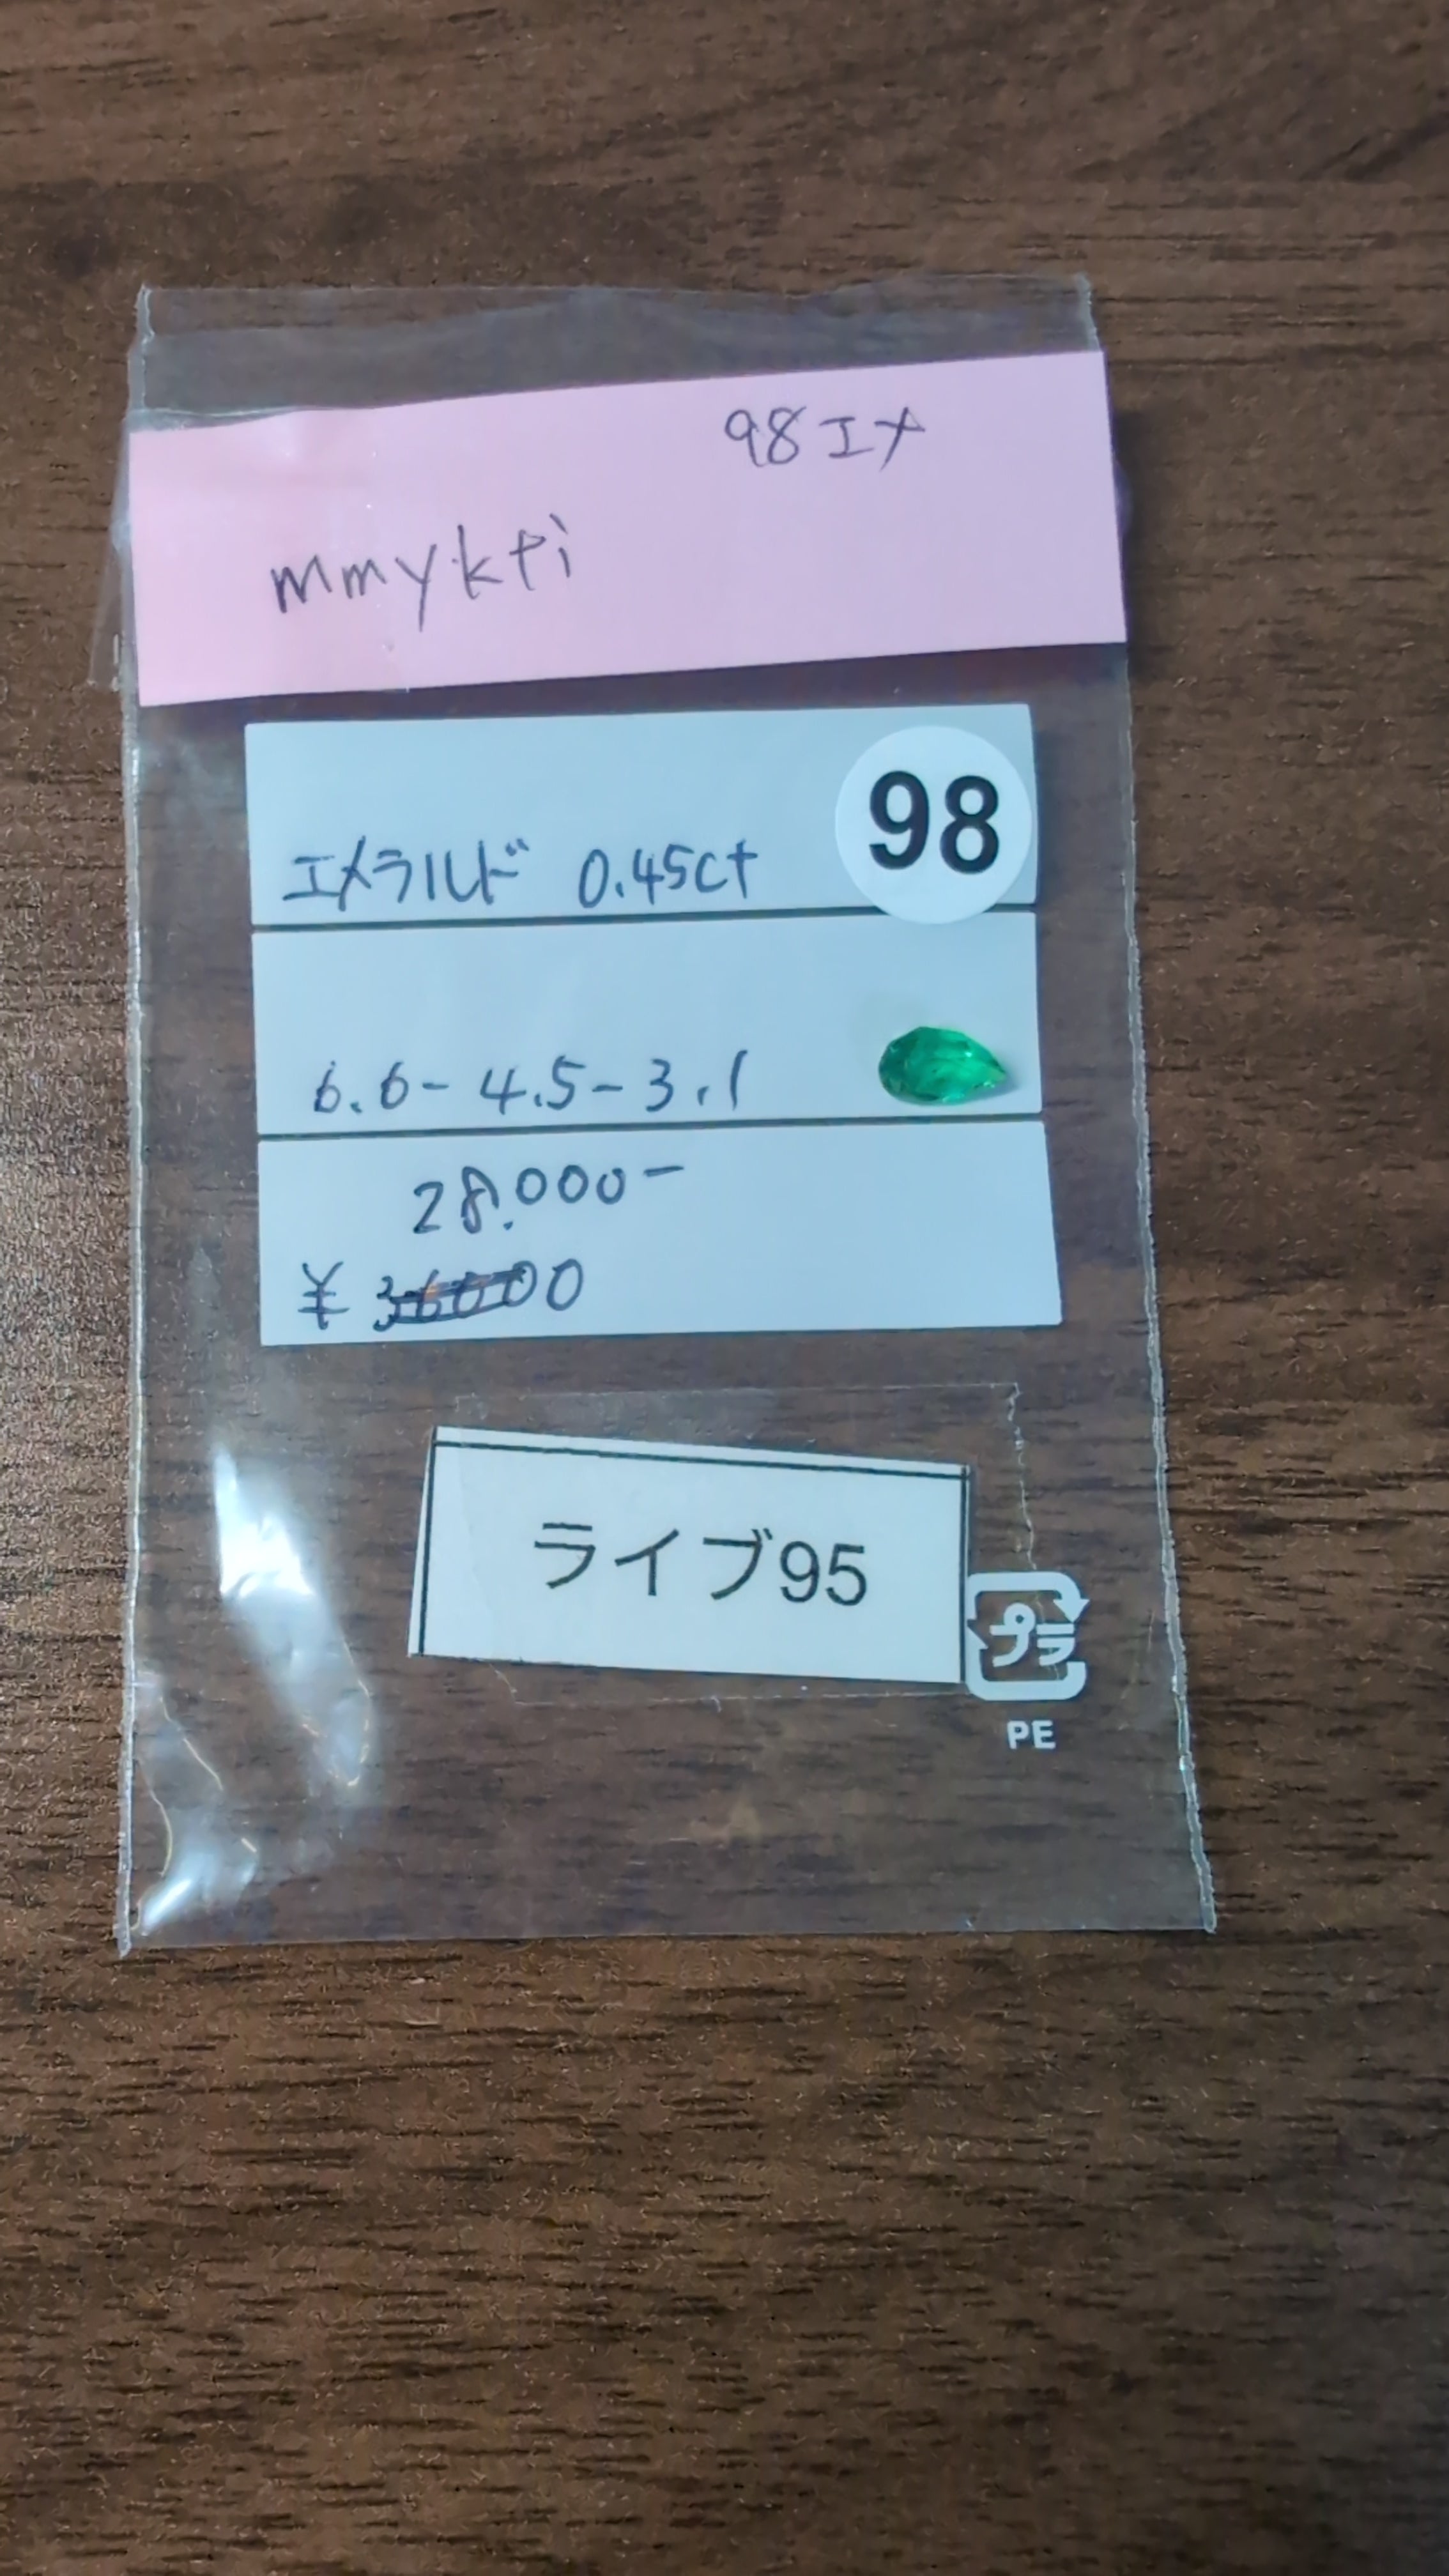 98エメ
mmykti
98
エメラルド 0.45ct
6.6-4.5-3.1
28.000-
¥36000
ライブ95
プラ
PE